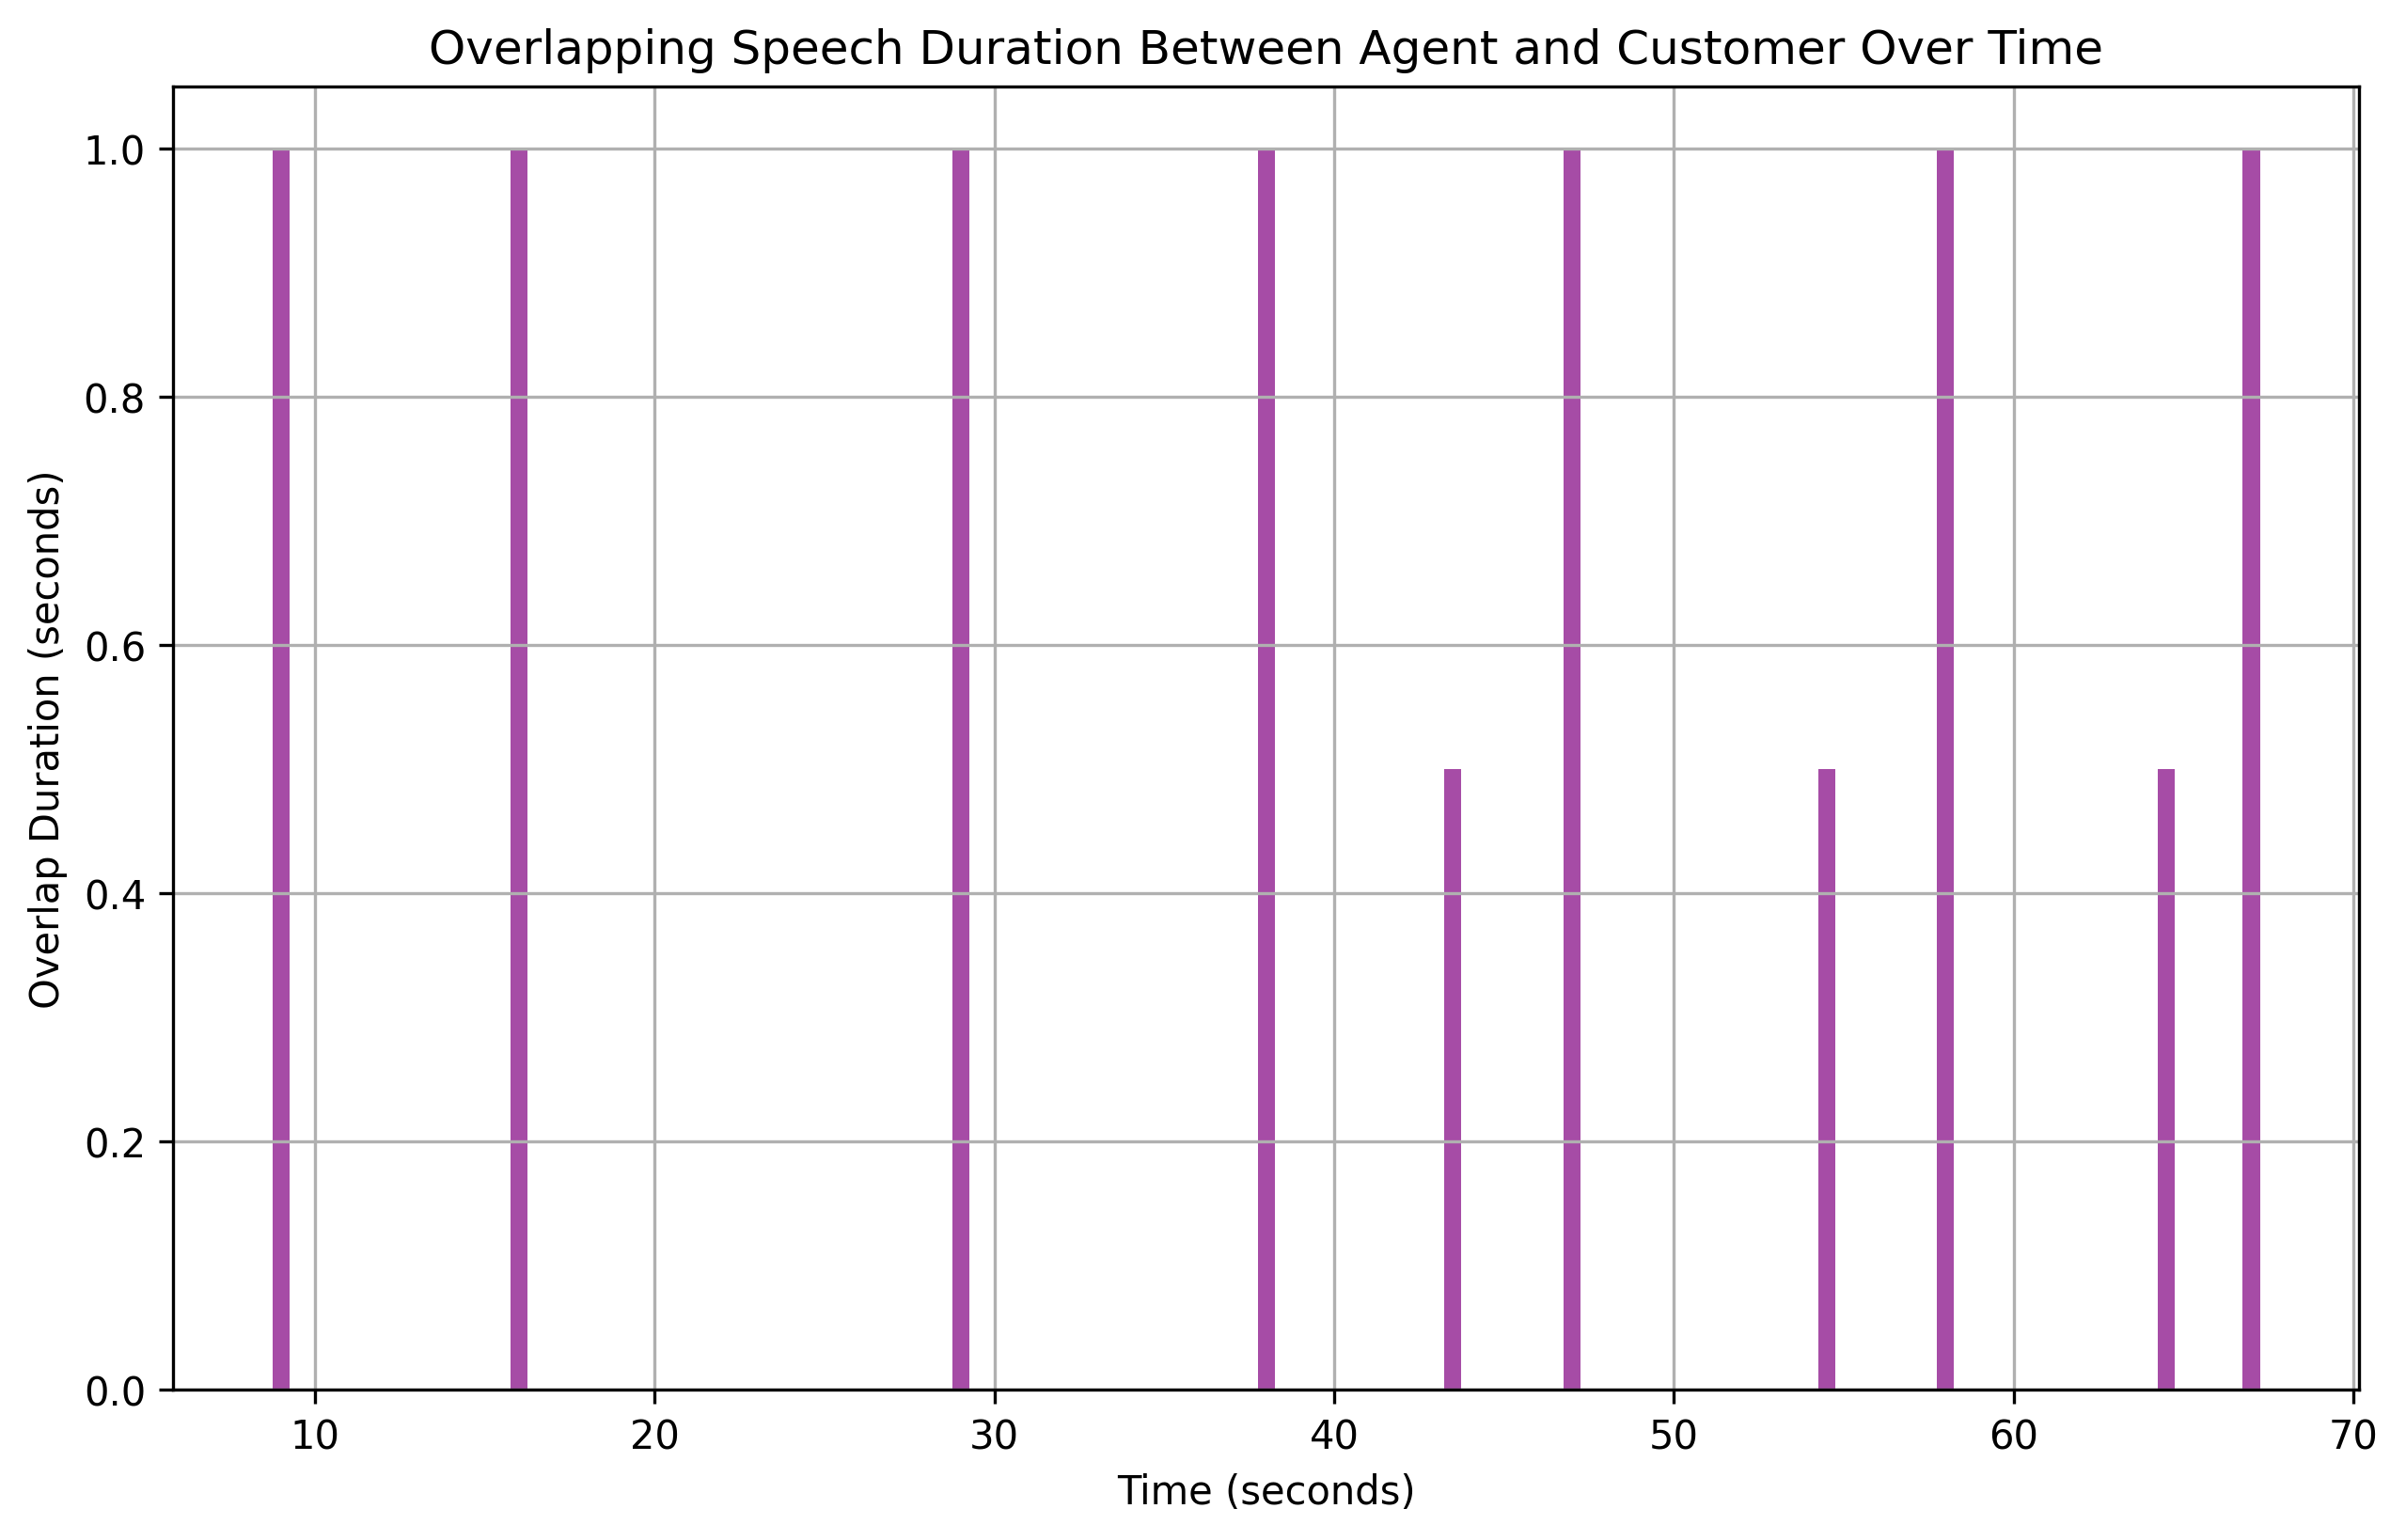 Overlapping Speech Duration Between Agent and Customer Over Time
Overlap Duration (seconds)
1.0
0.8
0.6
0.4
0.2
0.0
10 20 30 40 50 60 70
Time (seconds)